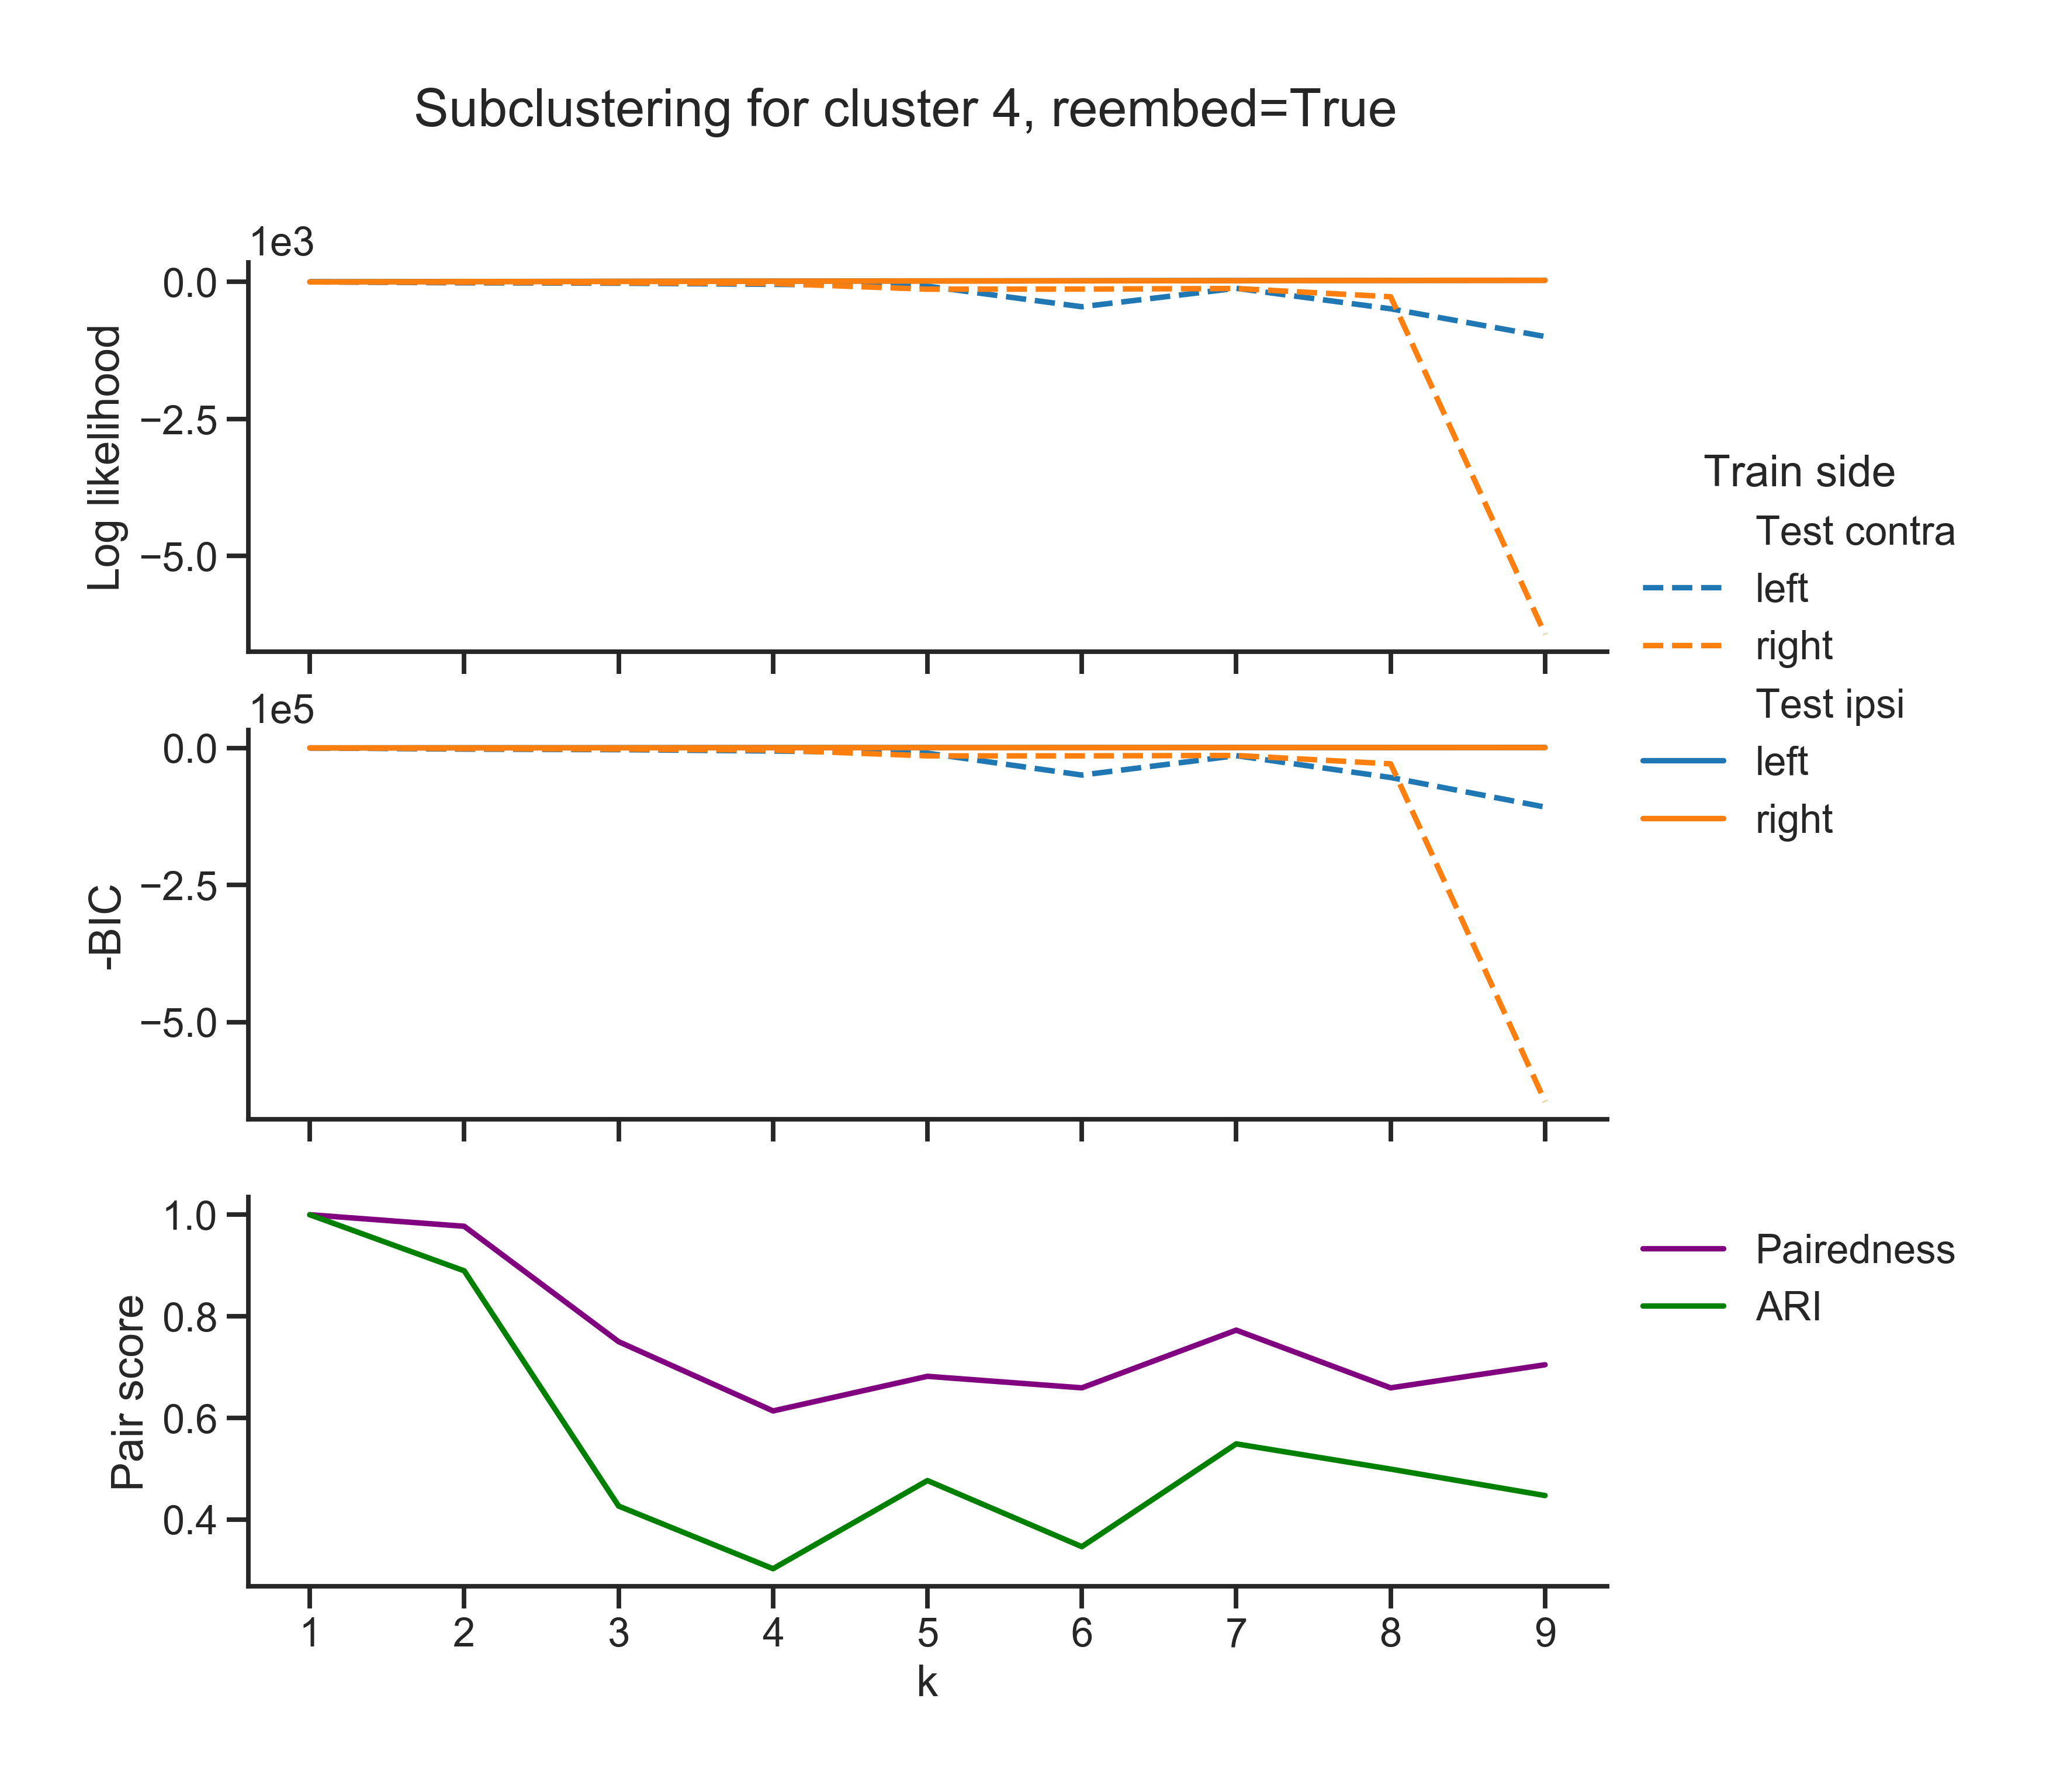 Subclustering for cluster 4, reembed=True
1e3
0.0
−2.5
−5.0
Log likelihood
Train side
Test contra
left
right
Test ipsi
left
right
1e5
0.0
−2.5
−5.0
-BIC
1.0
0.8
0.6
0.4
Pair score
Pairedness
ARI
1 2 3 4 5 6 7 8 9
k